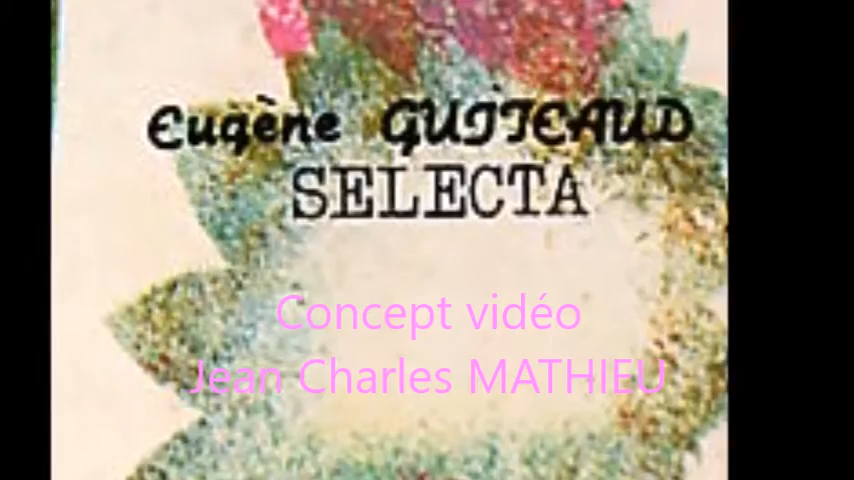 Eugène GUITEAUD
SELECTA
Concept vidéo
Jean Charles MATHIEU